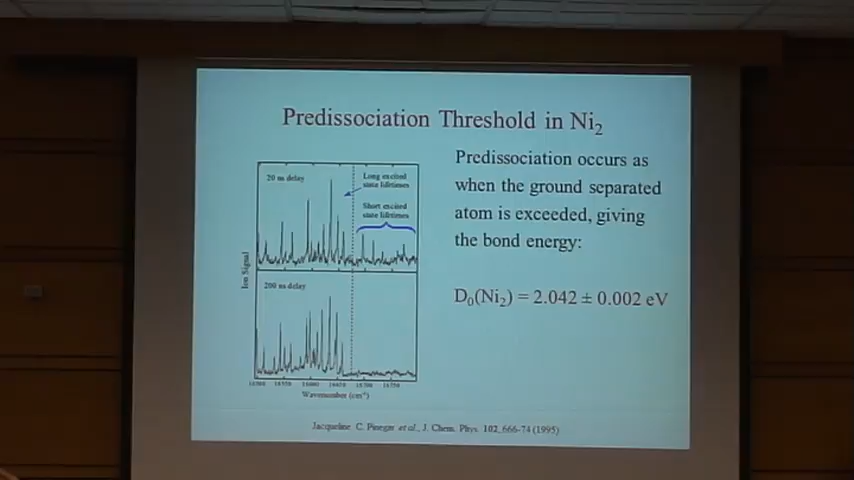 Predissociation Threshold in Ni₂
Predissociation occurs as
when the ground separated
atom is exceeded, giving
the bond energy:
D₀(Ni₂) = 2.042 ± 0.002 eV
20 ns delay
Long excited
state lifetimes
Short excited
state lifetimes
Ion Signal
200 ns delay
Wavenumber (cm⁻¹)
Jacqueline C. Pinegar et al., J. Chem. Phys. 102, 666-74 (1995)